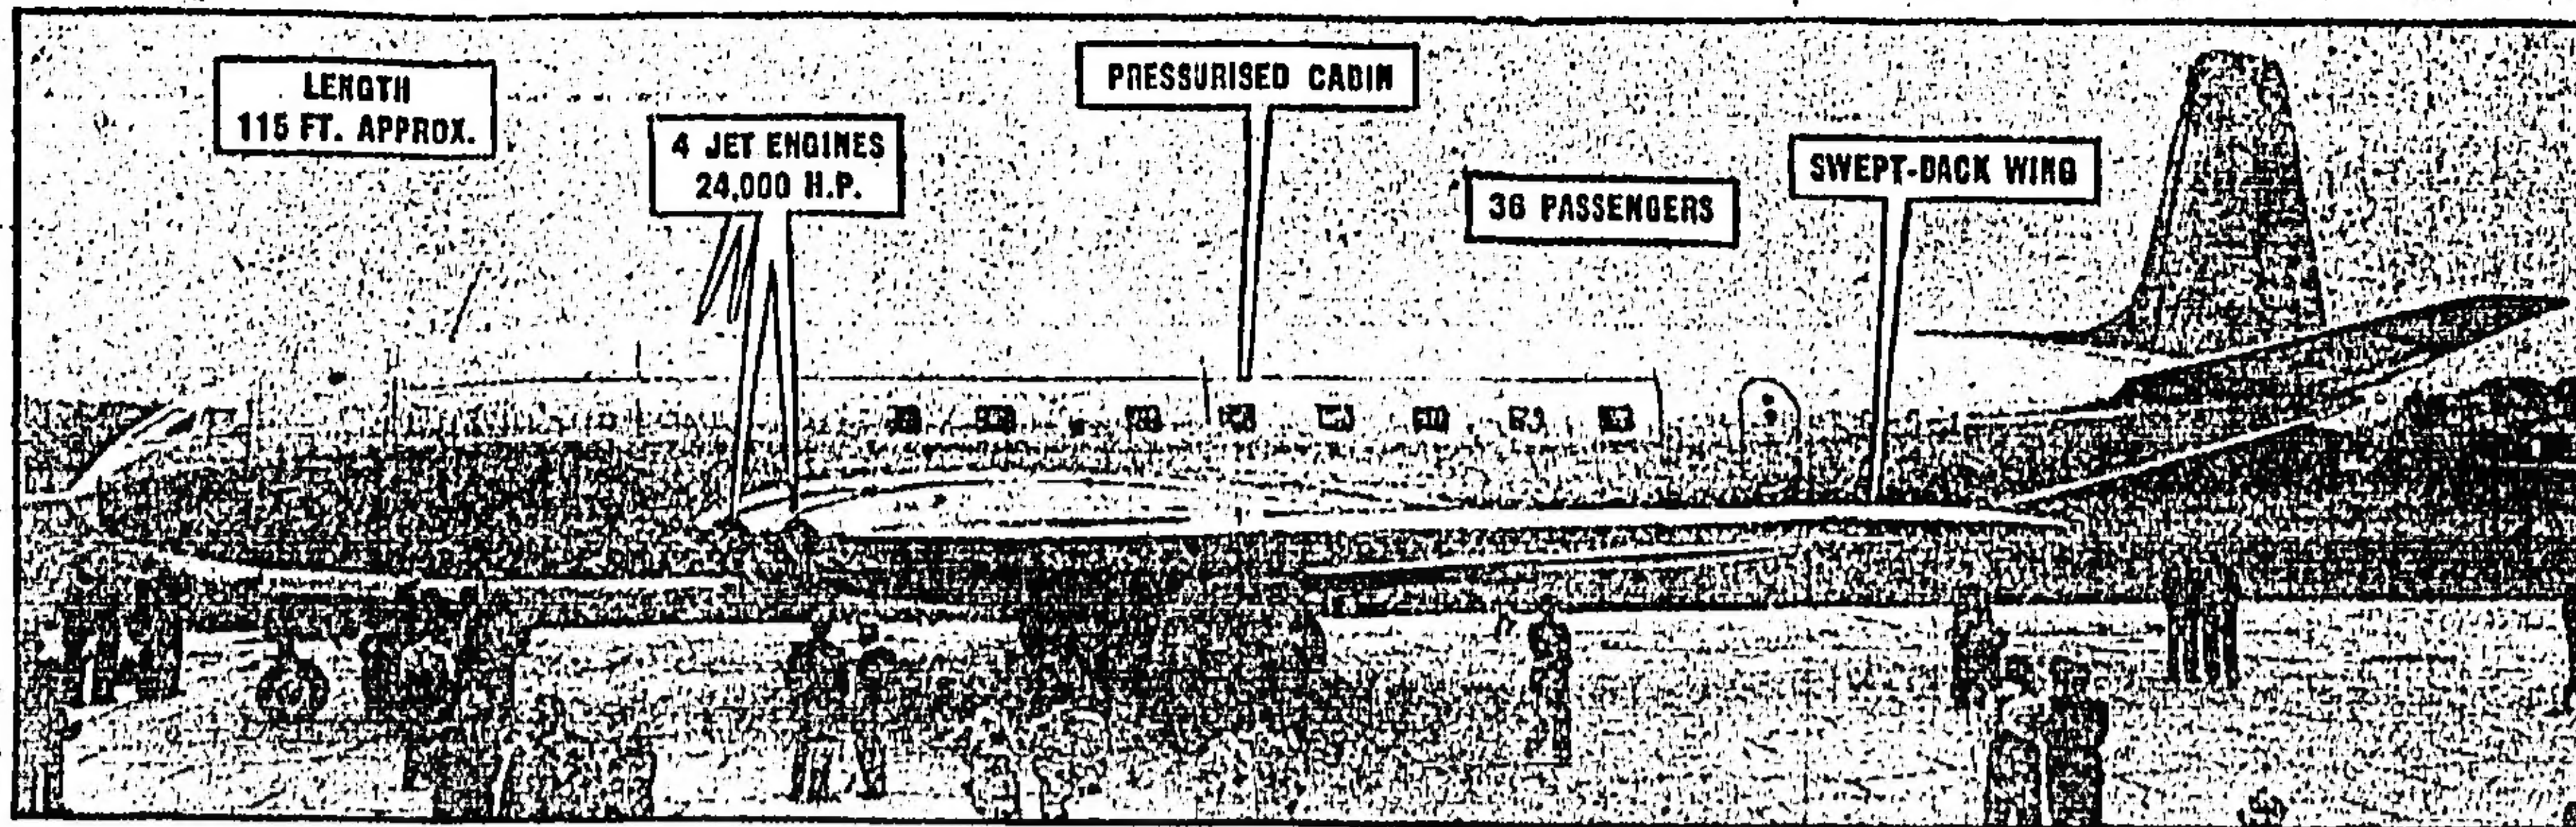 LENGTH
115 FT. APPROX.
4 JET ENGINES
24,000 H.P.
PRESSURISED CABIN
36 PASSENGERS
SWEPT-BACK WING